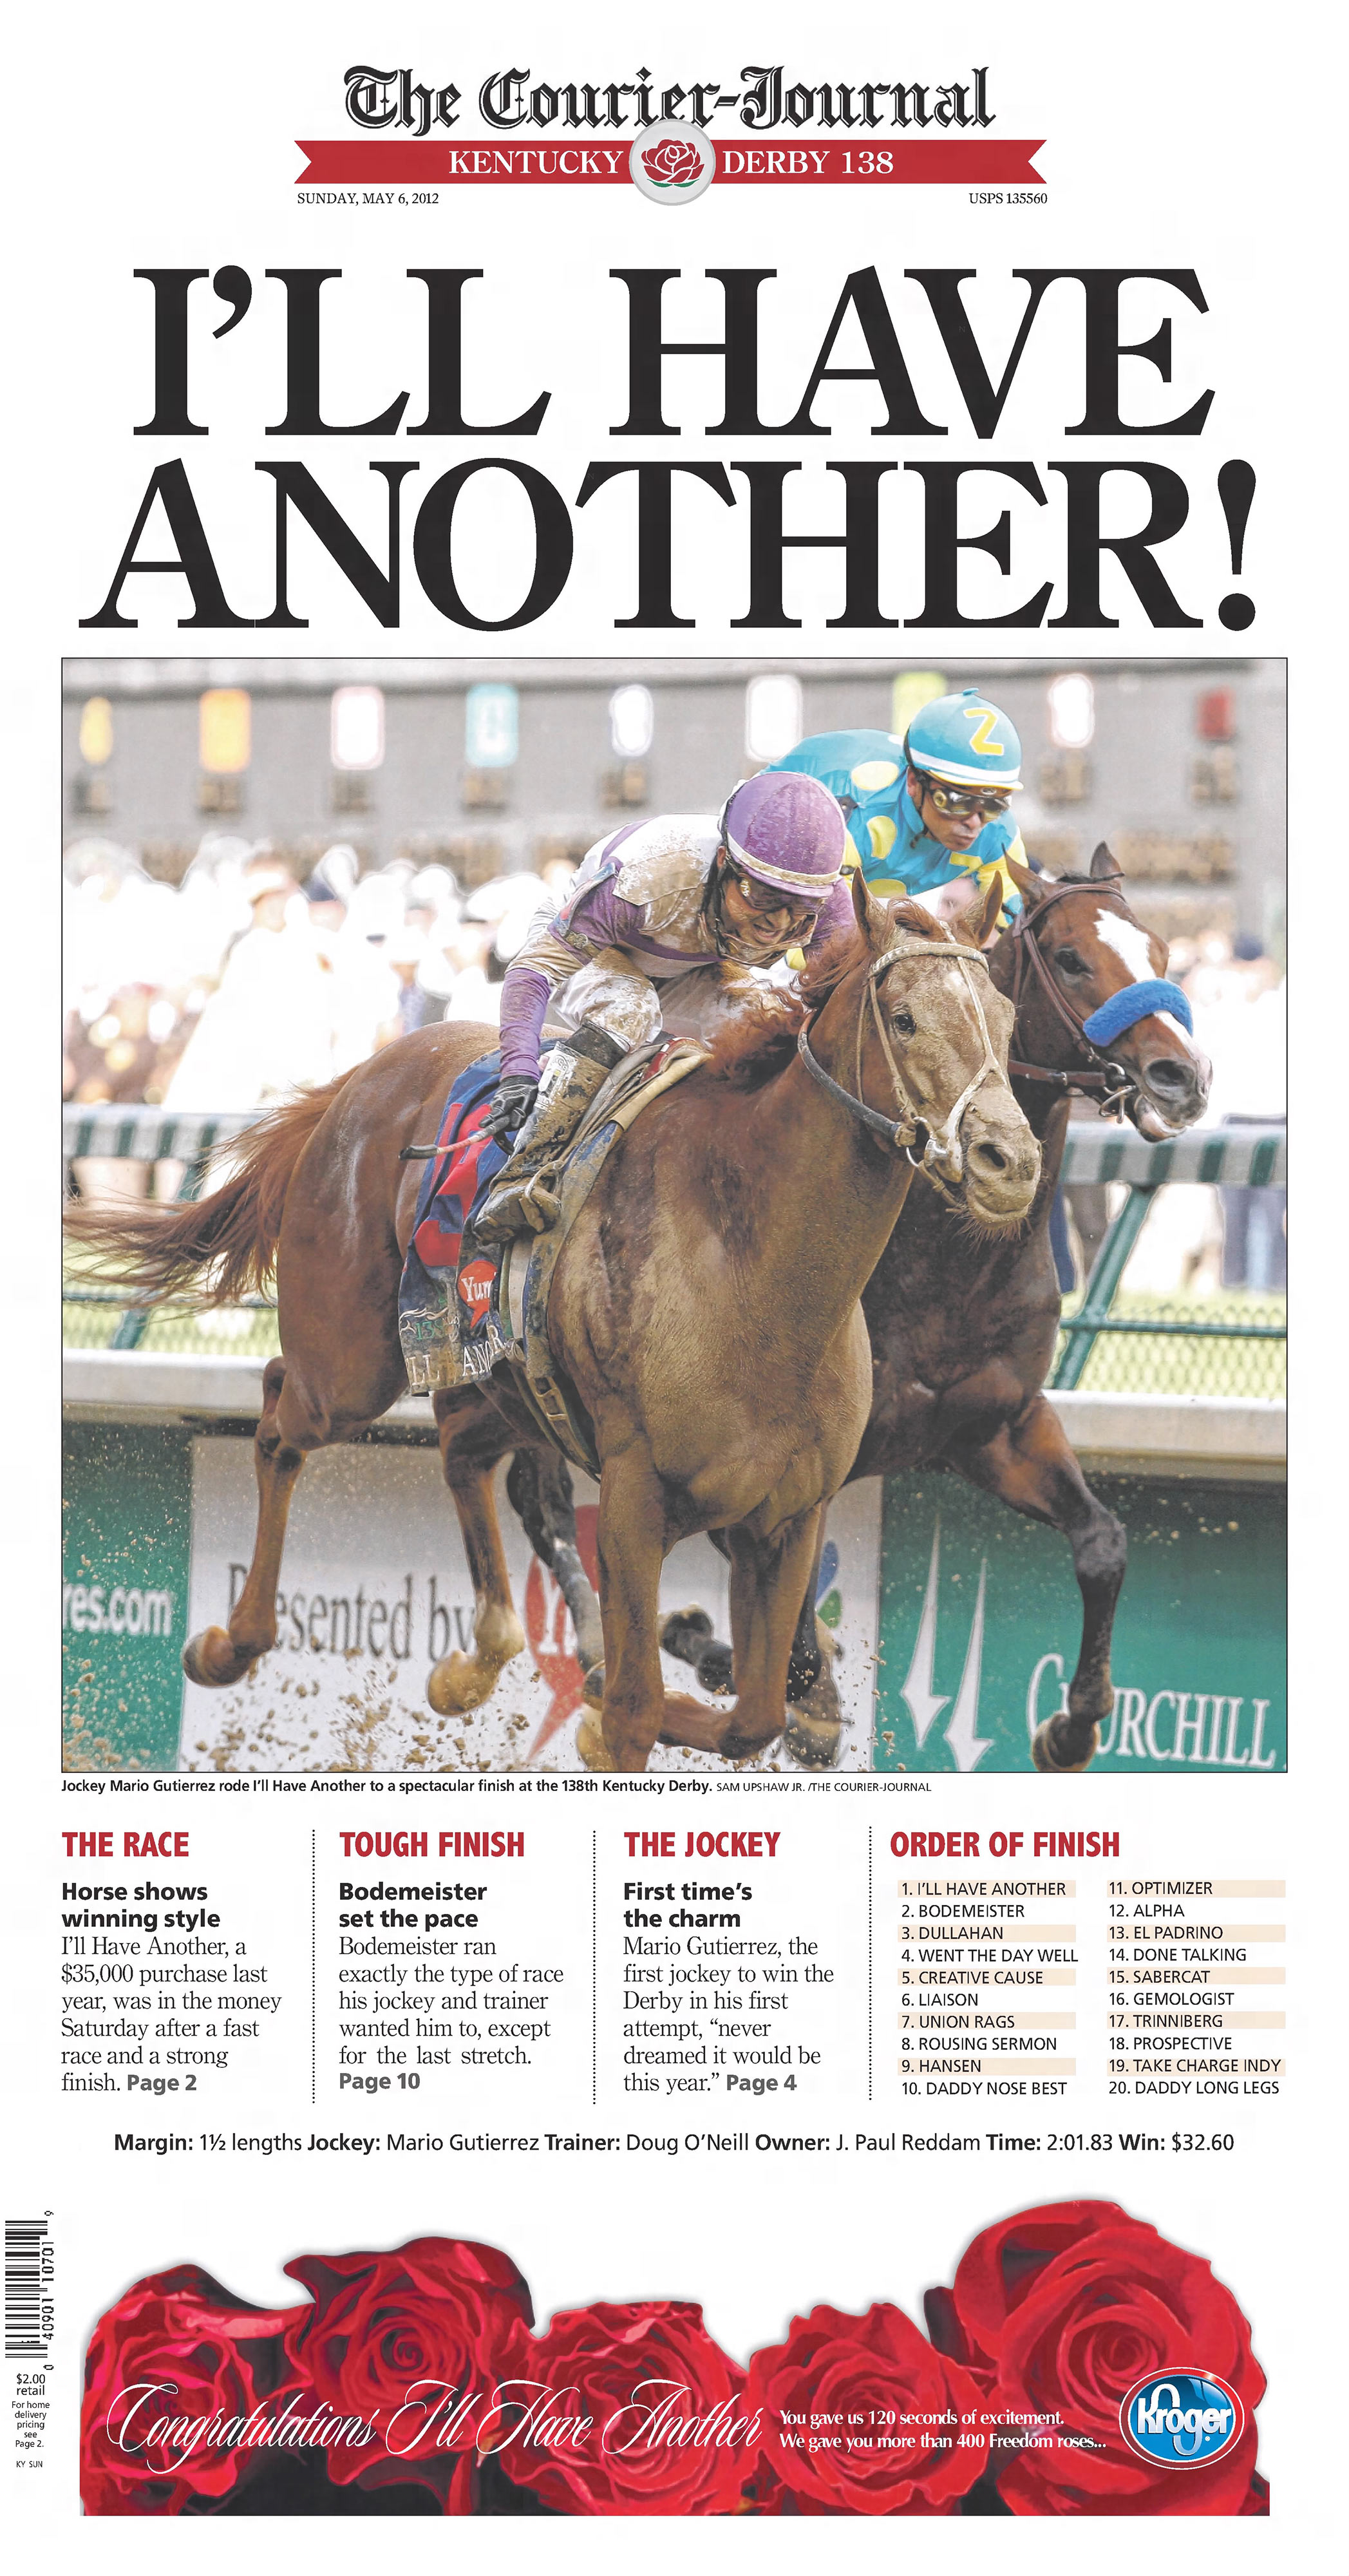 The Courier-Journal
KENTUCKY DERBY 138
SUNDAY, MAY 6, 2012
USPS 135560
I'LL HAVE
ANOTHER!
Z
Yum
138
LL
res.com
Presented by
CHURCHILL
Jockey Mario Gutierrez rode I'll Have Another to a spectacular finish at the 138th Kentucky Derby. SAM UPSHAW JR. /THE COURIER-JOURNAL
THE RACE
Horse shows
winning style
I'll Have Another, a
$35,000 purchase last
year, was in the money
Saturday after a fast
race and a strong
finish. Page 2
TOUGH FINISH
Bodemeister
set the pace
Bodemeister ran
exactly the type of race
his jockey and trainer
wanted him to, except
for the last stretch.
Page 10
THE JOCKEY
First time's
the charm
Mario Gutierrez, the
first jockey to win the
Derby in his first
attempt, “never
dreamed it would be
this year.” Page 4
ORDER OF FINISH
1. I'LL HAVE ANOTHER
2. BODEMEISTER
3. DULLAHAN
4. WENT THE DAY WELL
5. CREATIVE CAUSE
6. LIAISON
7. UNION RAGS
8. ROUSING SERMON
9. HANSEN
10. DADDY NOSE BEST
11. OPTIMIZER
12. ALPHA
13. EL PADRINO
14. DONE TALKING
15. SABERCAT
16. GEMOLOGIST
17. TRINNIBERG
18. PROSPECTIVE
19. TAKE CHARGE INDY
20. DADDY LONG LEGS
Margin: 1½ lengths Jockey: Mario Gutierrez Trainer: Doug O'Neill Owner: J. Paul Reddam Time: 2:01.83 Win: $32.60
0 40901 10701 9
$2.00
retail
For home
delivery
pricing
see
Page 2.
KY SUN
Congratulations I'll Have Another
You gave us 120 seconds of excitement.
We gave you more than 400 Freedom roses...
Kroger